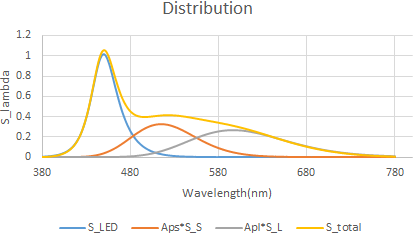 Distribution
1.2
1
0.8
0.6
0.4
0.2
0
S_lambda
380 480 580 680 780
Wavelength(nm)
S_LED Aps*S_S Apl*S_L S_total